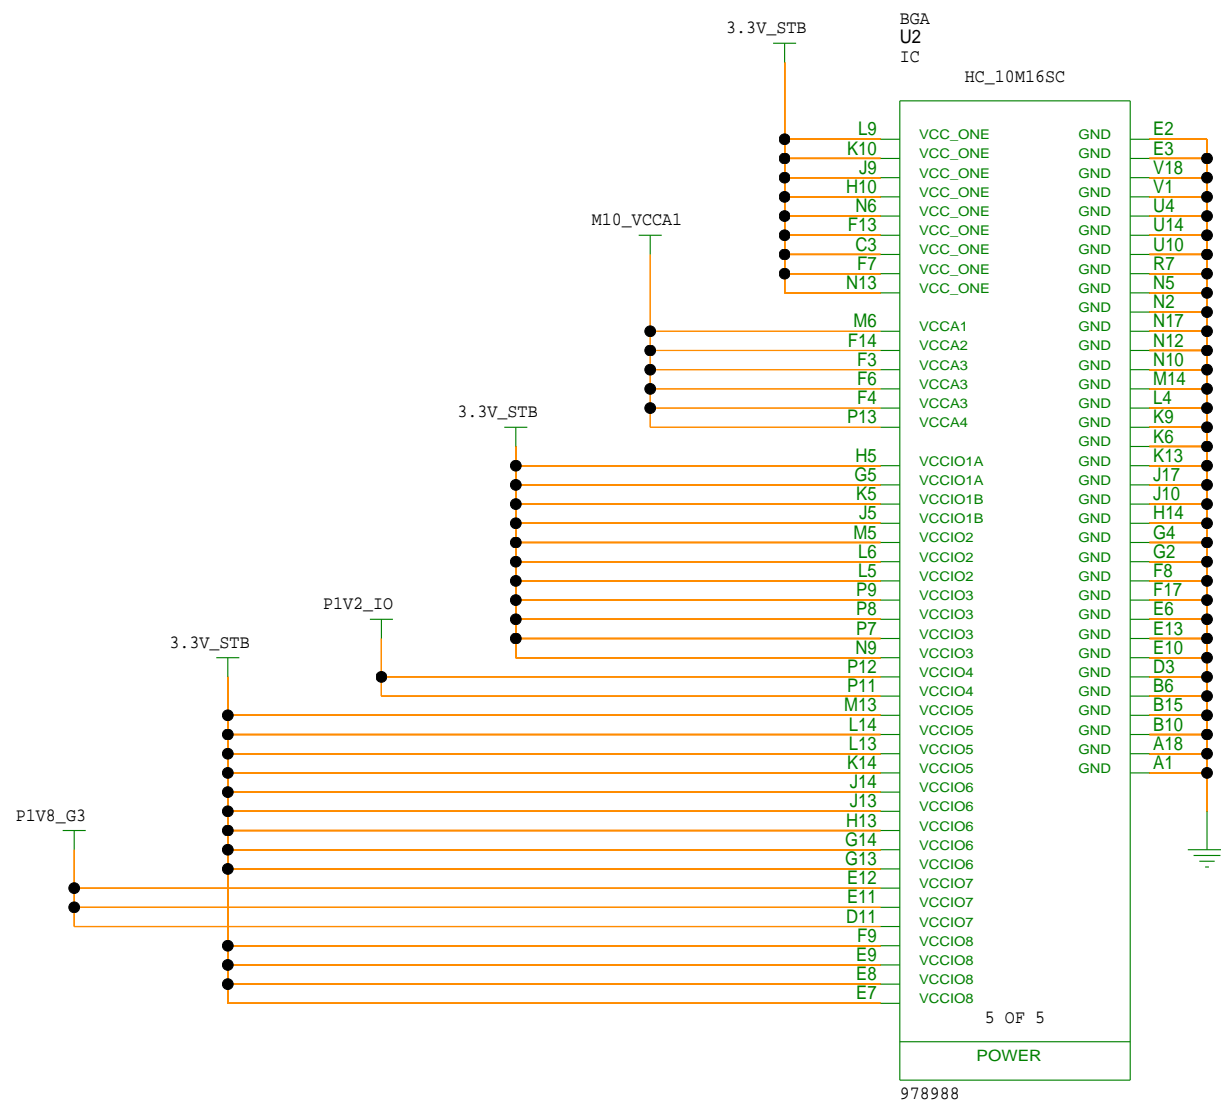 BGA
U2
IC
HC_10M16SC
3.3V_STB
L9 VCC_ONE GND E2
K10 VCC_ONE GND E3
J9 VCC_ONE GND V18
H10 VCC_ONE GND V1
N6 VCC_ONE GND U4
F13 VCC_ONE GND U14
C3 VCC_ONE GND U10
F7 VCC_ONE GND R7
N13 VCC_ONE GND N5
GND N2
M10_VCCA1
M6 VCCA1 GND N17
F14 VCCA2 GND N12
F3 VCCA3 GND N10
F6 VCCA3 GND M14
F4 VCCA3 GND L4
P13 VCCA4 GND K9
GND K6
3.3V_STB
H5 VCCIO1A GND K13
G5 VCCIO1A GND J17
K5 VCCIO1B GND J10
J5 VCCIO1B GND H14
M5 VCCIO2 GND G4
L6 VCCIO2 GND G2
L5 VCCIO2 GND F8
P9 VCCIO3 GND F17
P8 VCCIO3 GND E6
P7 VCCIO3 GND E13
N9 VCCIO3 GND E10
P1V2_IO
P12 VCCIO4 GND D3
P11 VCCIO4 GND B6
3.3V_STB
M13 VCCIO5 GND B15
L14 VCCIO5 GND B10
L13 VCCIO5 GND A18
K14 VCCIO5 GND A1
J14 VCCIO6
J13 VCCIO6
H13 VCCIO6
G14 VCCIO6
G13 VCCIO6
P1V8_G3
E12 VCCIO7
E11 VCCIO7
D11 VCCIO7
F9 VCCIO8
E9 VCCIO8
E8 VCCIO8
E7 VCCIO8
5 OF 5
POWER
978988